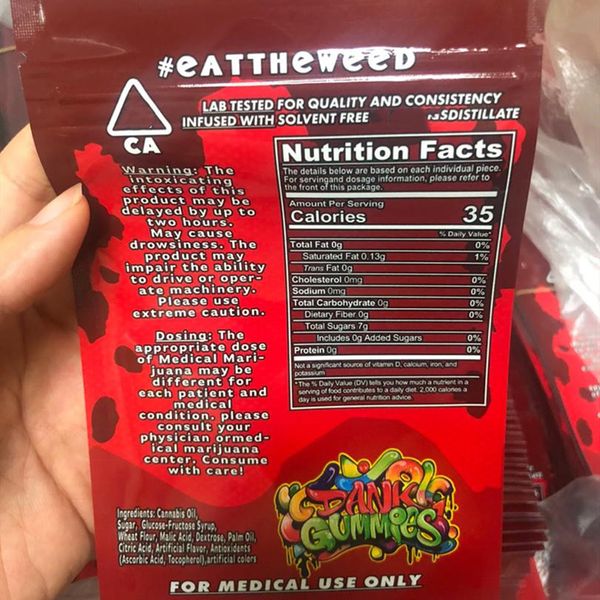 #EATTHEWEED
LAB TESTED FOR QUALITY AND CONSISTENCY
INFUSED WITH SOLVENT FREE SDISTILLATE
CA
Warning: The
intoxicating
effects of this
product may be
delayed by up to
two hours.
May cause
drowsiness. The
product may
impair the ability
to drive or oper-
ate machinery.
Please use
extreme caution.
Dosing: The
appropriate dose
of Medical Mari-
juana may be
different for
each patient and
medical
condition. please
consult your
physician ormed-
ical marijuana
center. Consume
with care!
Nutrition Facts
The details below are based on each individual piece.
For servingand dosage information, please refer to
the front of this package.
Amount Per Serving
Calories 35
% Daily Value*
Total Fat 0g 0%
Saturated Fat 0.13g 1%
Trans Fat 0g
Cholesterol 0mg 0%
Sodium 0mg 0%
Total Carbohydrate 0g 0%
Dietary Fiber 0g 0%
Total Sugars 7g
Includes 0g Added Sugars 0%
Protein 0g 0%
Not a significant source of vitamin D, calcium, iron, and
potassium
*The % Daily Value (DV) tells you how much a nutrient in a
serving of food contributes to a daily diet. 2,000 calories a
day is used for general nutrition advice.
DANK
GUMMIES
Ingredients: Cannabis Oil,
Sugar, Glucose-Fructose Syrup,
Wheat Flour, Malic Acid, Dextrose, Palm Oil,
Citric Acid, Artificial Flavor, Antioxidents
(Ascorbic Acid, Tocopherol),artificial colors
FOR MEDICAL USE ONLY